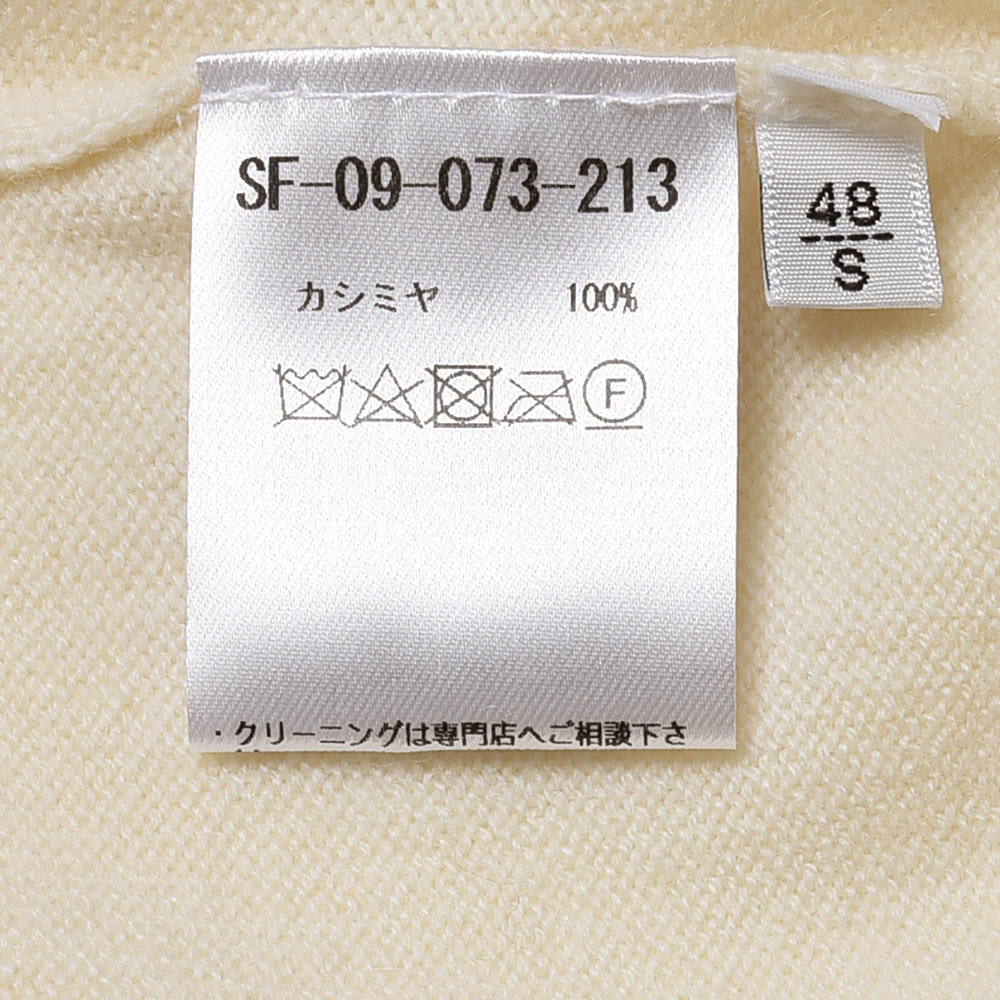 SF-09-073-213
カシミヤ 100%
F
・クリーニングは専門店へご相談下さ
48
S